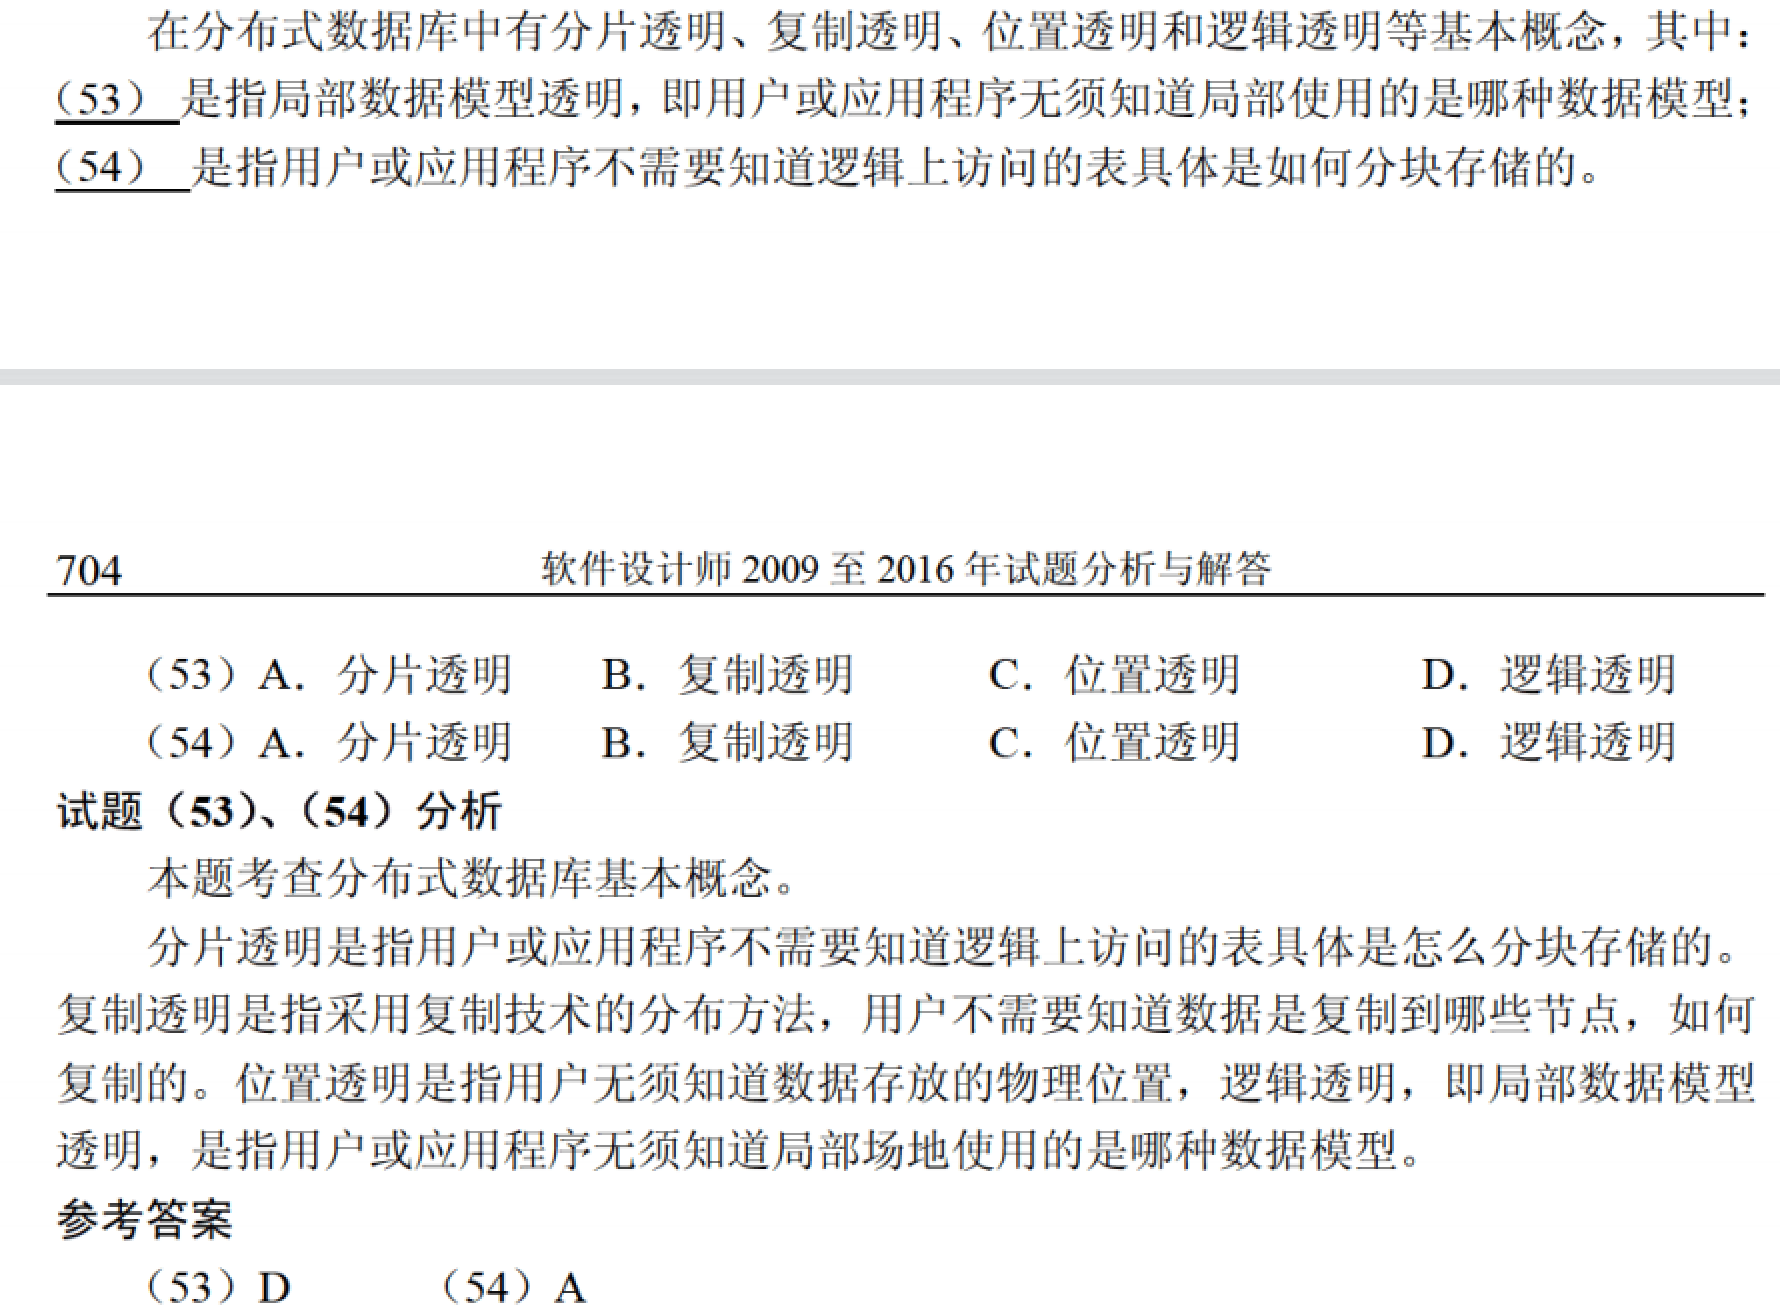 在分布式数据库中有分片透明、复制透明、位置透明和逻辑透明等基本概念，其中：
（53） 是指局部数据模型透明，即用户或应用程序无须知道局部使用的是哪种数据模型；
（54） 是指用户或应用程序不需要知道逻辑上访问的表具体是如何分块存储的。
704 软件设计师 2009 至 2016 年试题分析与解答
（53）A．分片透明 B．复制透明 C．位置透明 D．逻辑透明
（54）A．分片透明 B．复制透明 C．位置透明 D．逻辑透明
试题（53）、（54）分析
本题考查分布式数据库基本概念。
分片透明是指用户或应用程序不需要知道逻辑上访问的表具体是怎么分块存储的。
复制透明是指采用复制技术的分布方法，用户不需要知道数据是复制到哪些节点，如何
复制的。位置透明是指用户无须知道数据存放的物理位置，逻辑透明，即局部数据模型
透明，是指用户或应用程序无须知道局部场地使用的是哪种数据模型。
参考答案
（53）D （54）A